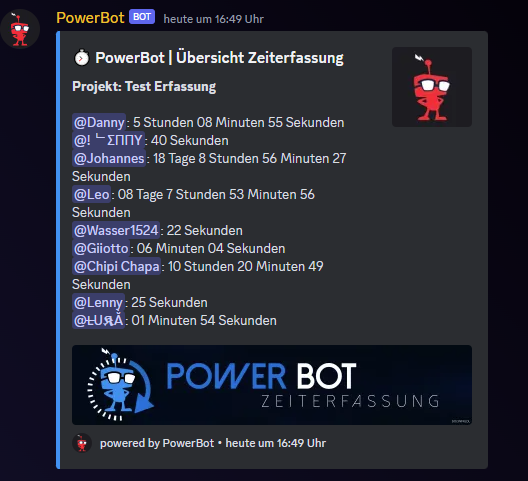 PowerBot BOT heute um 16:49 Uhr
PowerBot | Übersicht Zeiterfassung
Projekt: Test Erfassung
@Danny: 5 Stunden 08 Minuten 55 Sekunden
@! ᄂΣППY: 40 Sekunden
@Johannes: 18 Tage 8 Stunden 56 Minuten 27
Sekunden
@Leo: 08 Tage 7 Stunden 53 Minuten 56
Sekunden
@Wasser1524: 22 Sekunden
@Giiotto: 06 Minuten 04 Sekunden
@Chipi Chapa: 10 Stunden 20 Minuten 49
Sekunden
@Lenny: 25 Sekunden
: 01 Minuten 54 Sekunden
POWER BOT
ZEITERFASSUNG
powered by PowerBot • heute um 16:49 Uhr